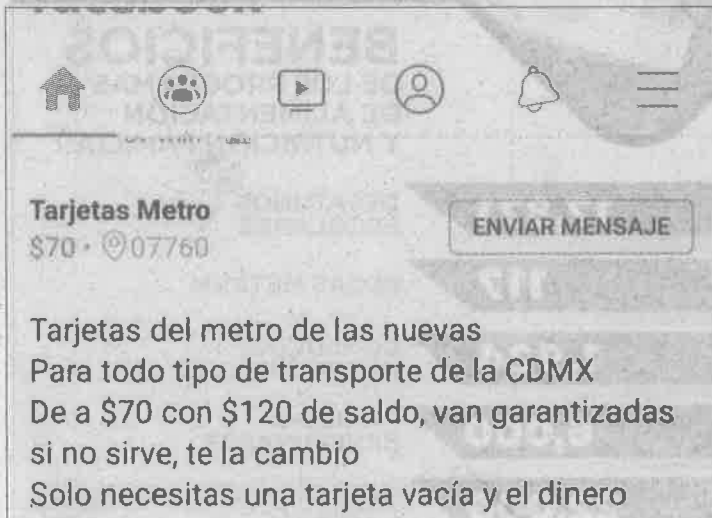 Tarjetas Metro
$70 · 07760
ENVIAR MENSAJE
Tarjetas del metro de las nuevas
Para todo tipo de transporte de la CDMX
De a $70 con $120 de saldo, van garantizadas
si no sirve, te la cambio
Solo necesitas una tarjeta vacía y el dinero